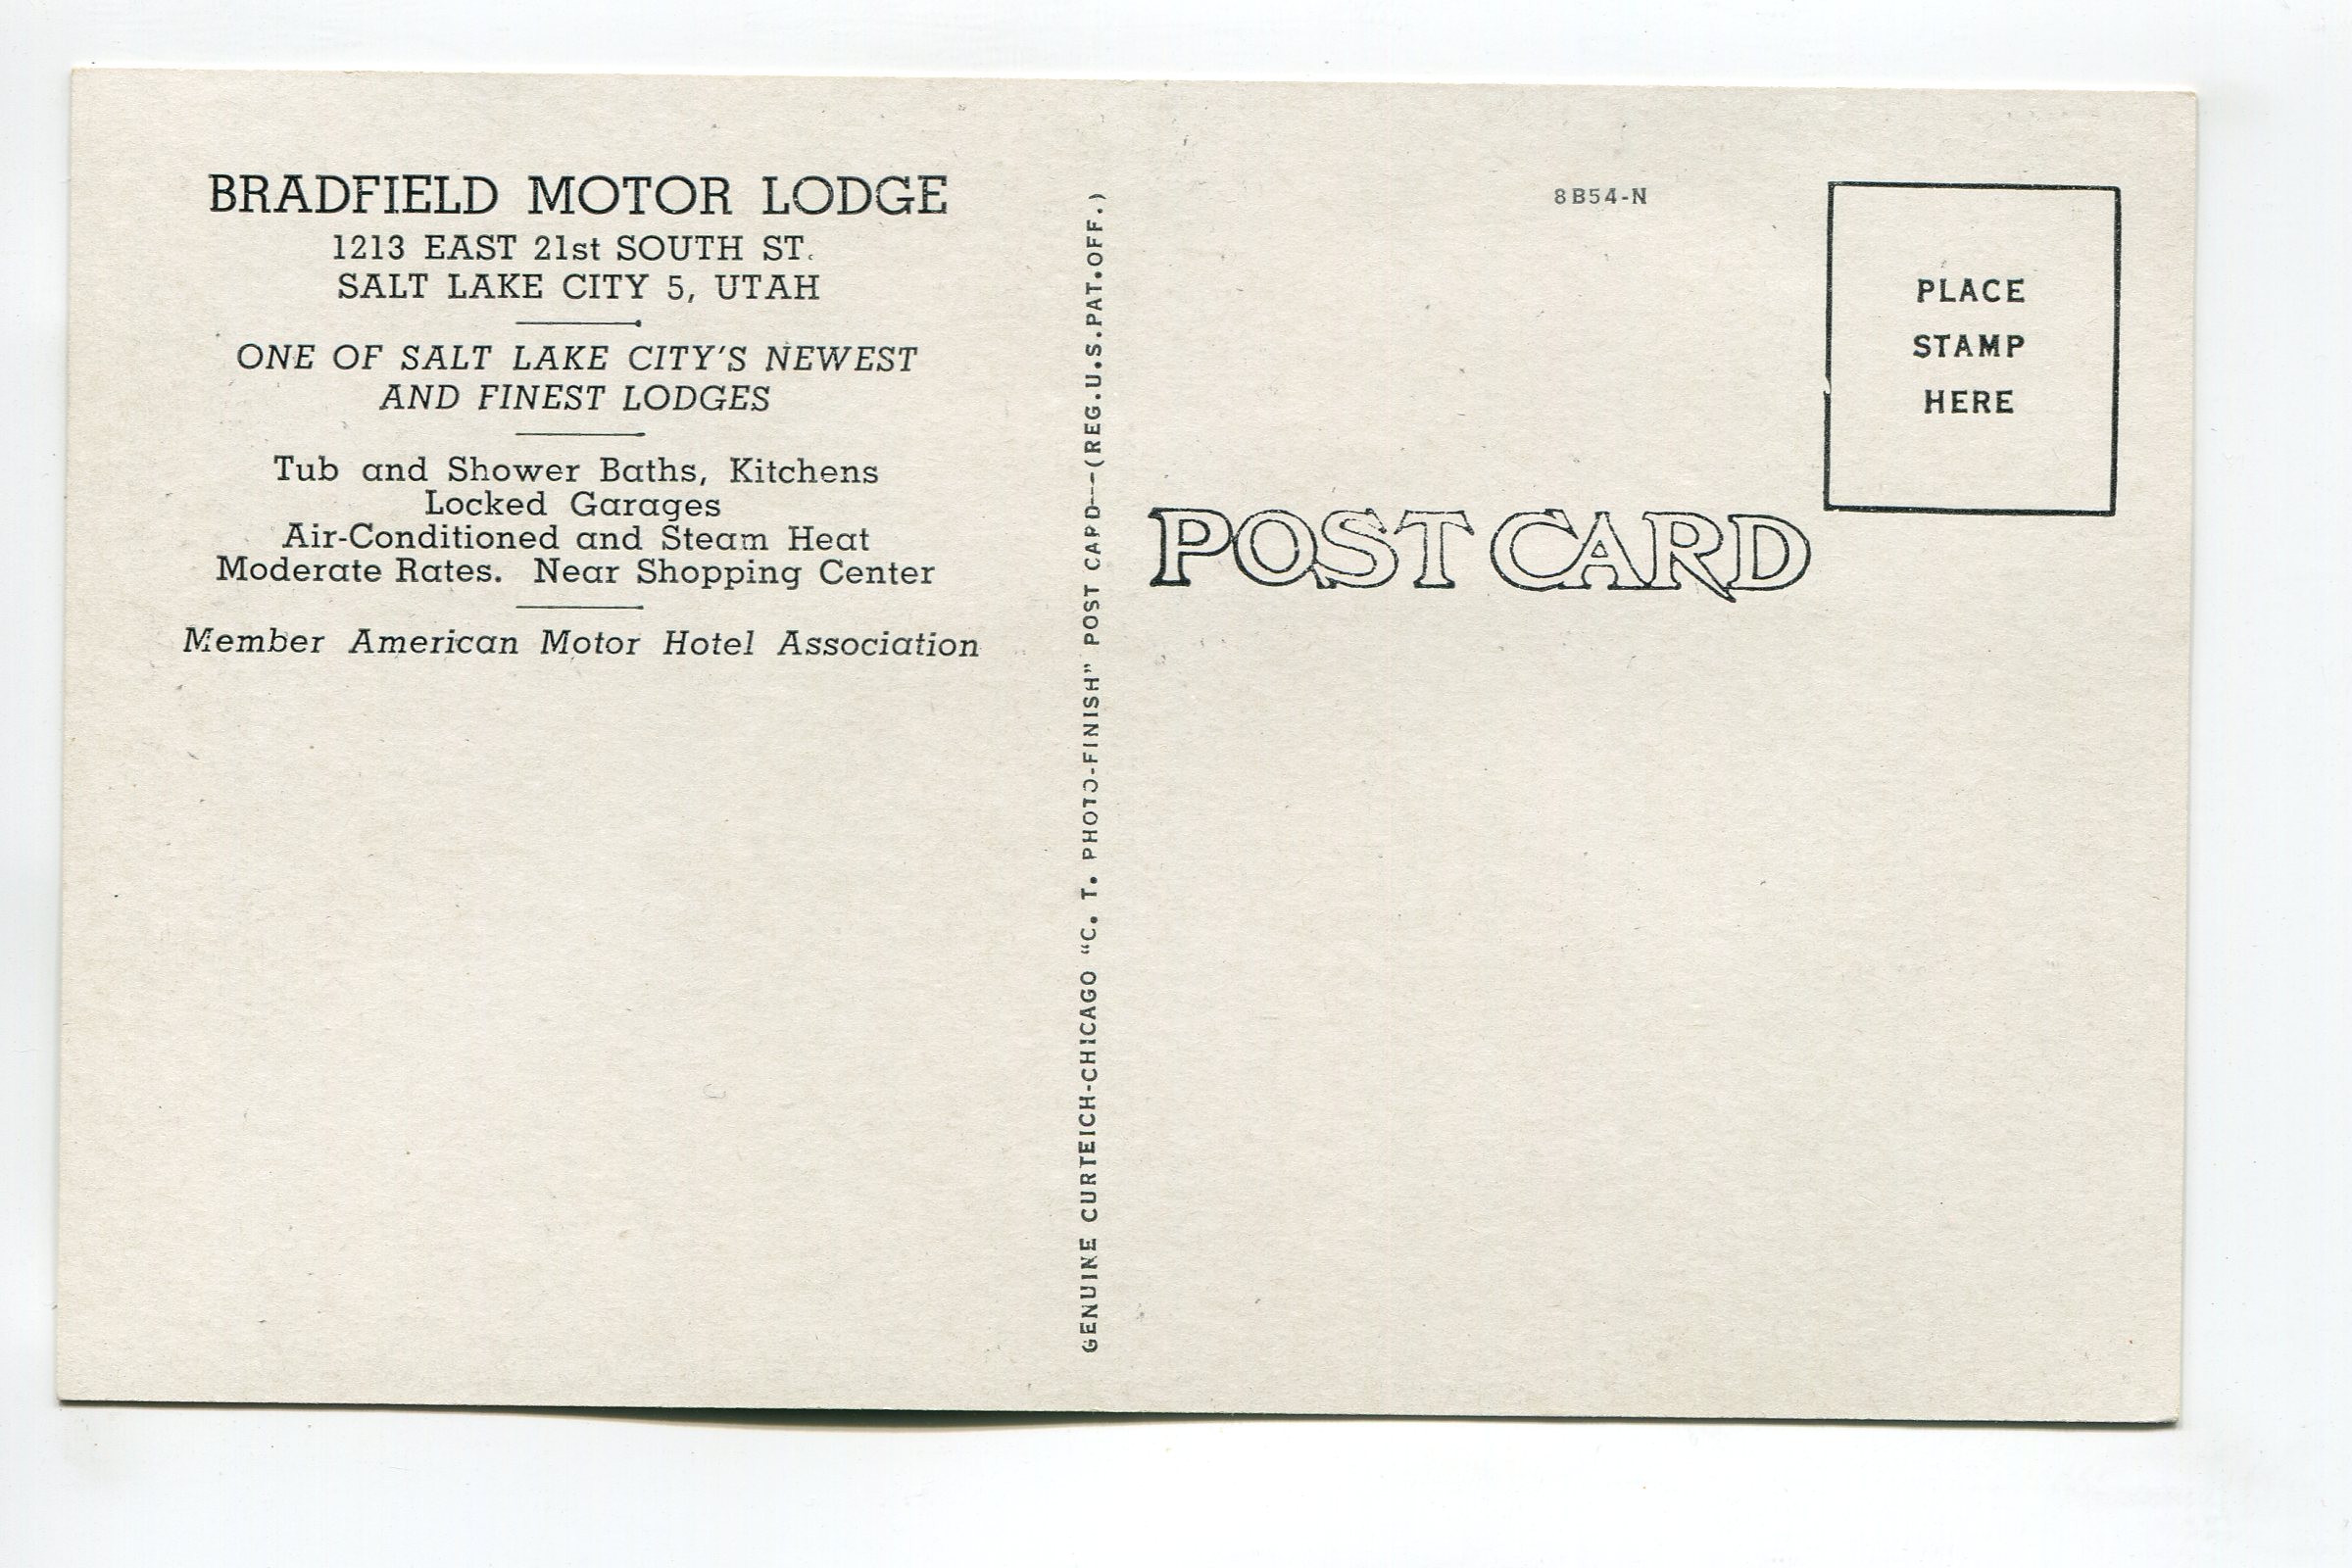 BRADFIELD MOTOR LODGE
1213 EAST 21st SOUTH ST.
SALT LAKE CITY 5, UTAH
ONE OF SALT LAKE CITY'S NEWEST
AND FINEST LODGES
Tub and Shower Baths, Kitchens
Locked Garages
Air-Conditioned and Steam Heat
Moderate Rates. Near Shopping Center
Member American Motor Hotel Association
GENUINE CURTEICH-CHICAGO "C. T. PHOTO-FINISH" POST CARD—(REG.U.S.PAT.OFF.)
8B54-N
PLACE
STAMP
HERE
POST CARD